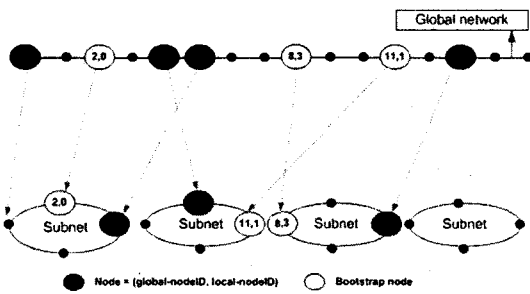 Global network
2,0 8,3 11,1
2,0
Subnet Subnet 11,1 8,3 Subnet Subnet
Node = (global-nodeID, local-nodeID) Bootstrap node